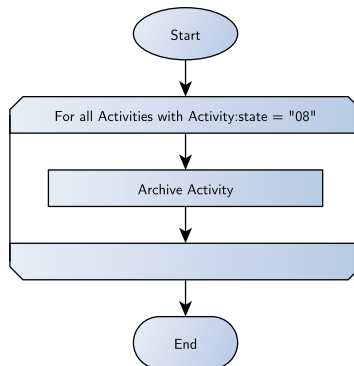 Start
For all Activities with Activity:state = "08"
Archive Activity
End